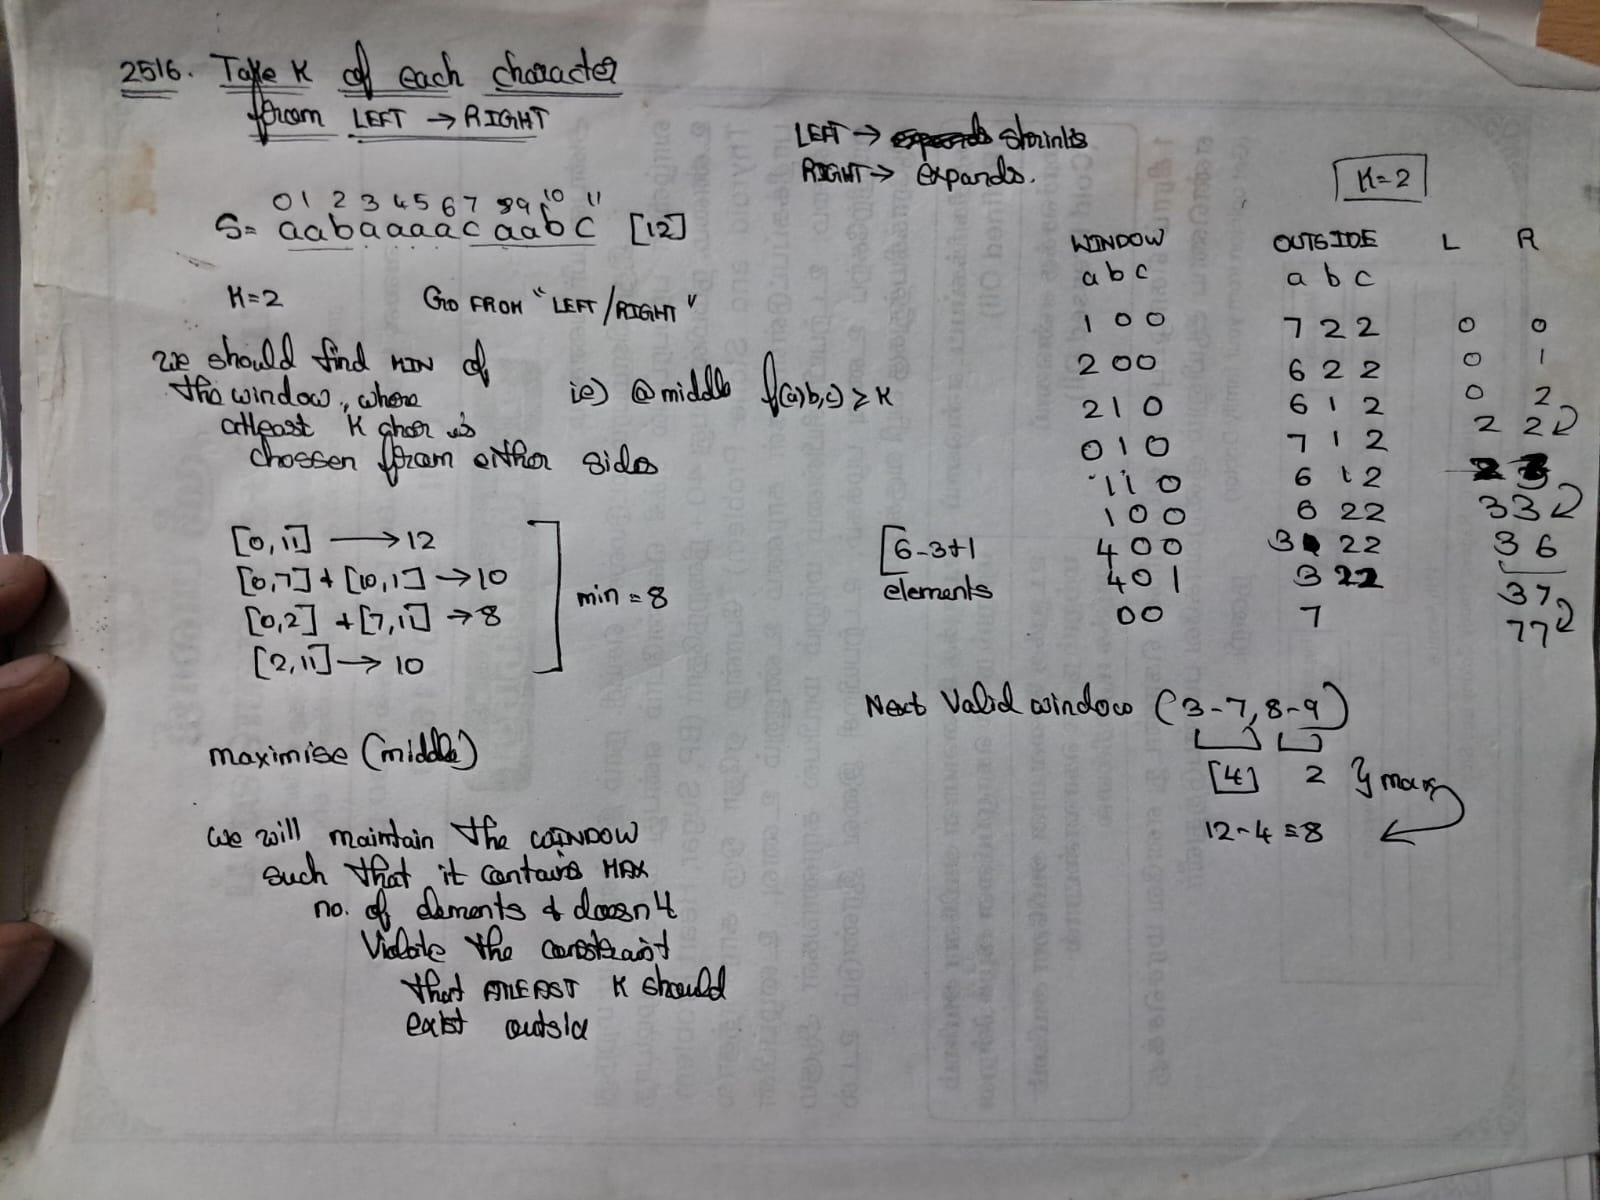 2516. Take K of each character
from LEFT → RIGHT
LEFT → shrinks
RIGHT → expands.
K=2
0 1 2 3 4 5 6 7 8 9 10 11
S= aabaaaacaabc [12]
K=2 GO FROM "LEFT/RIGHT"
we should find MIN of
the window, where
atleast K char is
chossen from either sides
ie) @middle f(a)b,c) ≥ K
[0,11] → 12
[0,7] + [10,1] → 10
[0,2] + [7,11] → 8
[2,11] → 10
min = 8
maximise (middle)
we will maintain the WINDOW
such that it contains MAX
no. of elements & doesn't
Violate the constraint
that ATLEAST K should
exist outsid
WINDOW OUTSIDE L R
a b c a b c
1 0 0 7 2 2 0 0
2 0 0 6 2 2 0 1
2 1 0 6 1 2 0 2
0 1 0 7 1 2 2 2
1 1 0 6 1 2
1 0 0 6 2 2 3 3
4 0 0 3 2 2 3 6
4 0 1 3 2 2 3 7
0 0 7 7 7
[6-3+1
elements
Next Valid window (3-7, 8-9)
[4] 2 } max
12-4 = 8